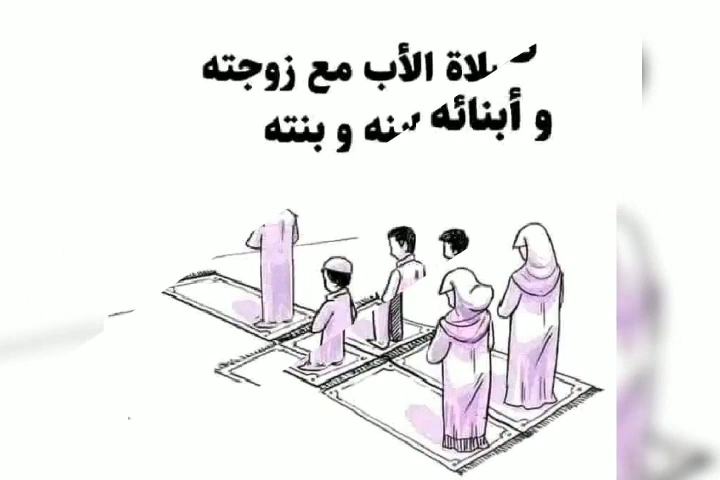 الأب مع زوجته
و أبنائه و بنته